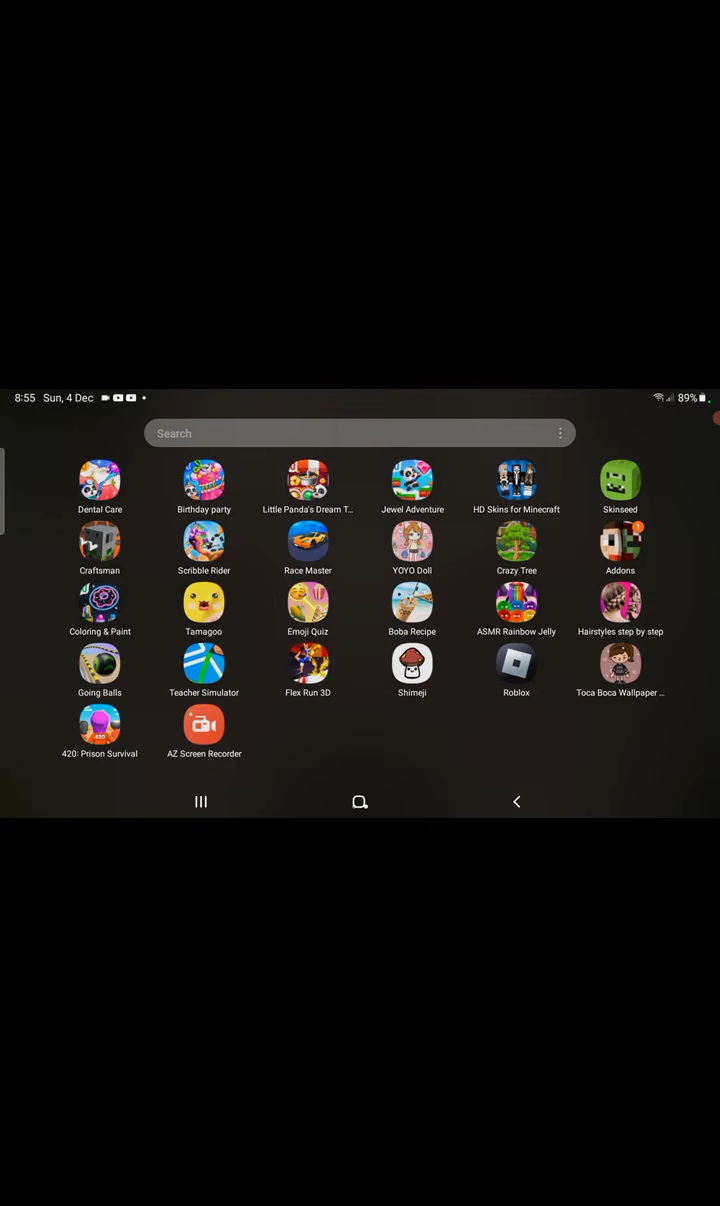 8:55 Sun, 4 Dec 89%
Search
Dental Care Birthday party Little Panda's Dream T... Jewel Adventure HD Skins for Minecraft Skinseed
1
Craftsman Scribble Rider Race Master YOYO Doll Crazy Tree Addons
Coloring & Paint Tamagoo Emoji Quiz Boba Recipe ASMR Rainbow Jelly Hairstyles step by step
Going Balls Teacher Simulator Flex Run 3D Shimeji Roblox Toca Boca Wallpaper ...
420
420: Prison Survival AZ Screen Recorder